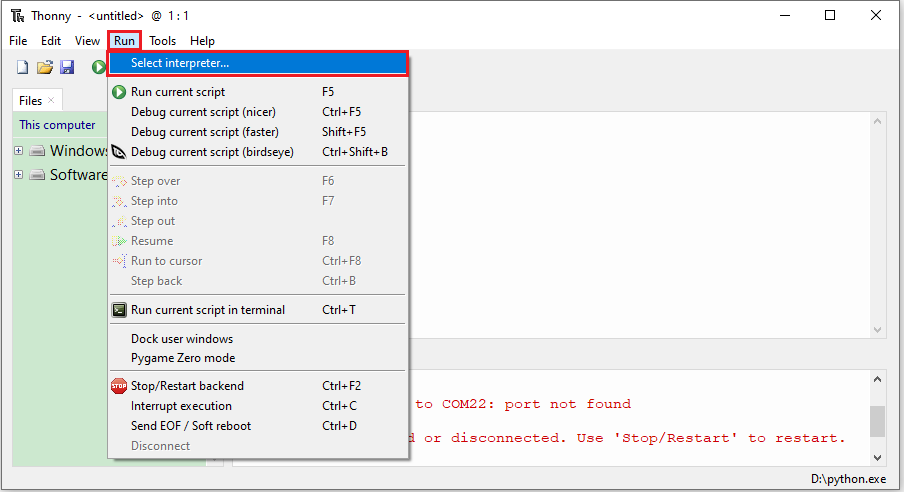 Thonny - <untitled> @ 1 : 1
File Edit View Run Tools Help
Select interpreter...
Files
Run current script F5
This computer
Debug current script (nicer) Ctrl+F5
Debug current script (faster) Shift+F5
Windows
Debug current script (birdseye) Ctrl+Shift+B
Software
Step over F6
Step into F7
Step out
Resume F8
Run to cursor Ctrl+F8
Step back Ctrl+B
Run current script in terminal Ctrl+T
Dock user windows
Pygame Zero mode
STOP Stop/Restart backend Ctrl+F2
Interrupt execution Ctrl+C
to COM22: port not found
Send EOF / Soft reboot Ctrl+D
or disconnected. Use 'Stop/Restart' to restart.
Disconnect
D:\python.exe